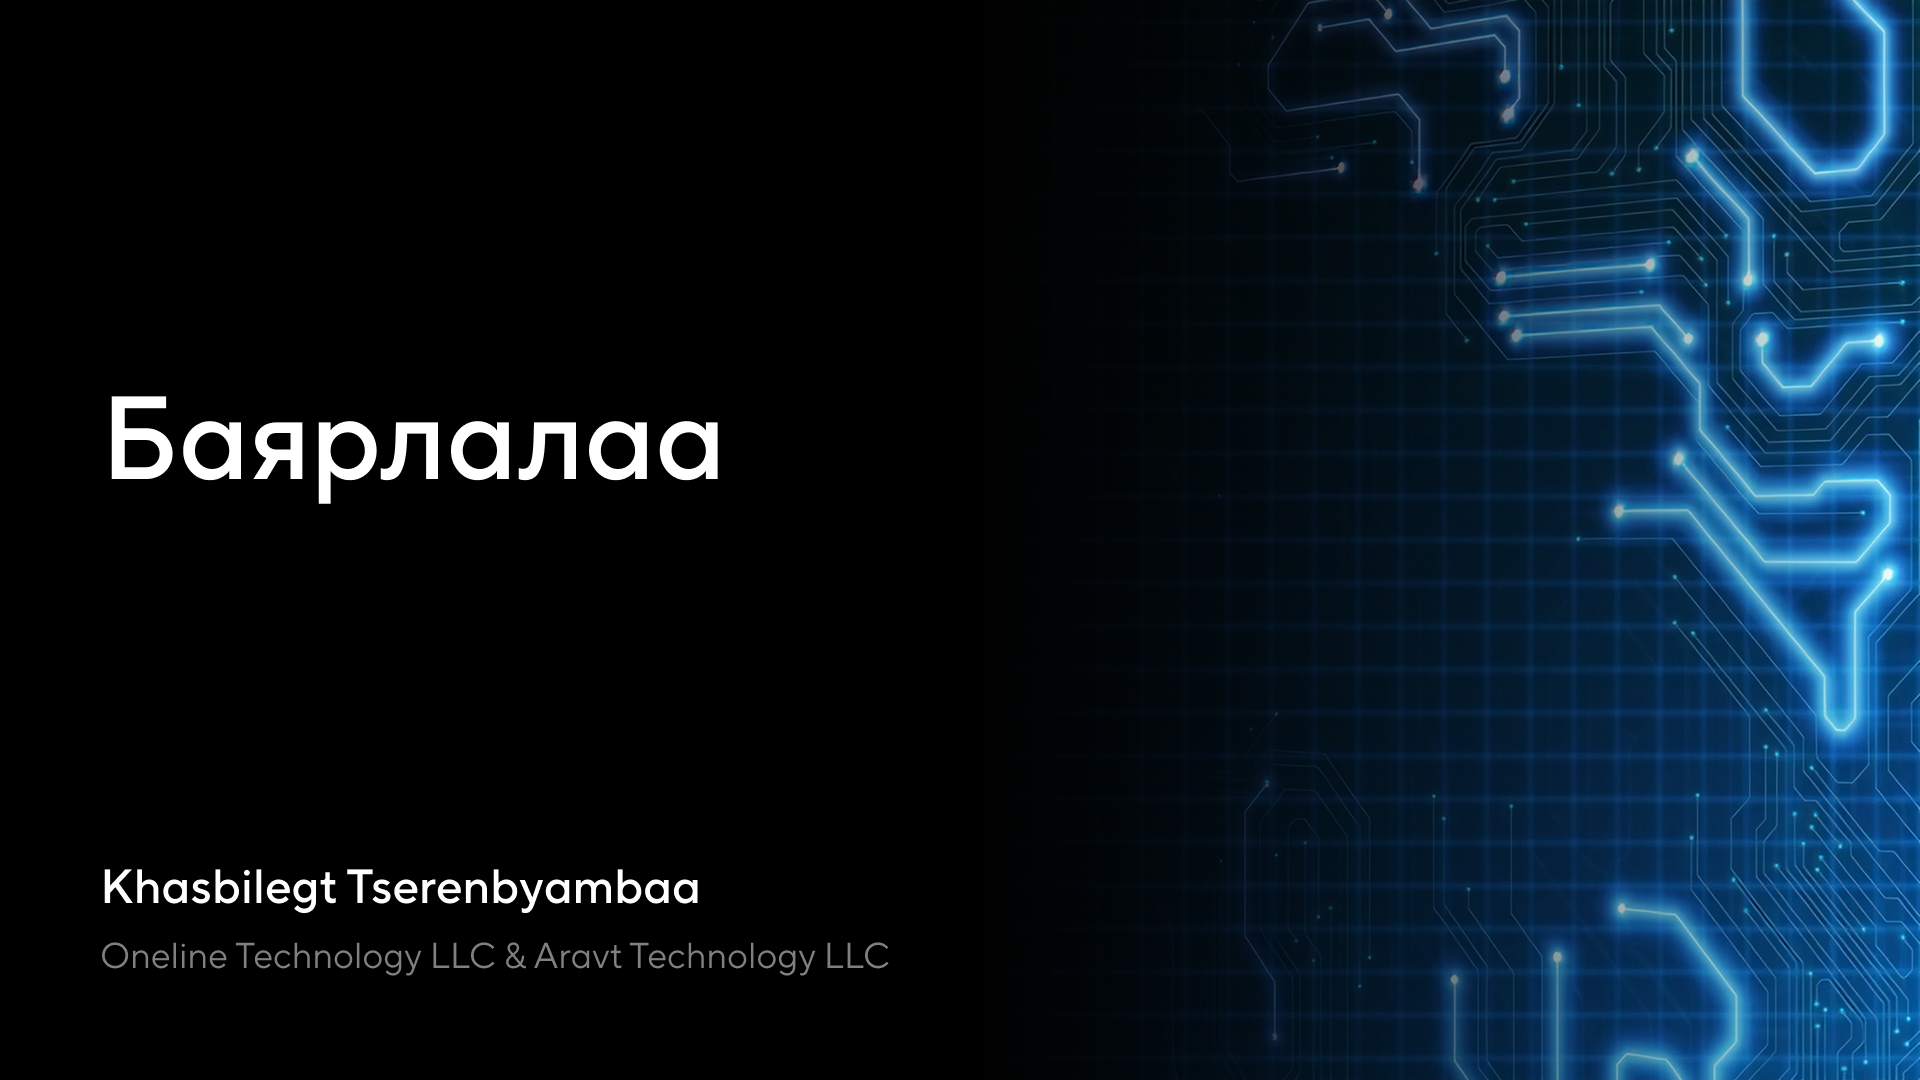 Баярлалаа
Khasbilegt Tserenbyambaa
Oneline Technology LLC & Aravt Technology LLC